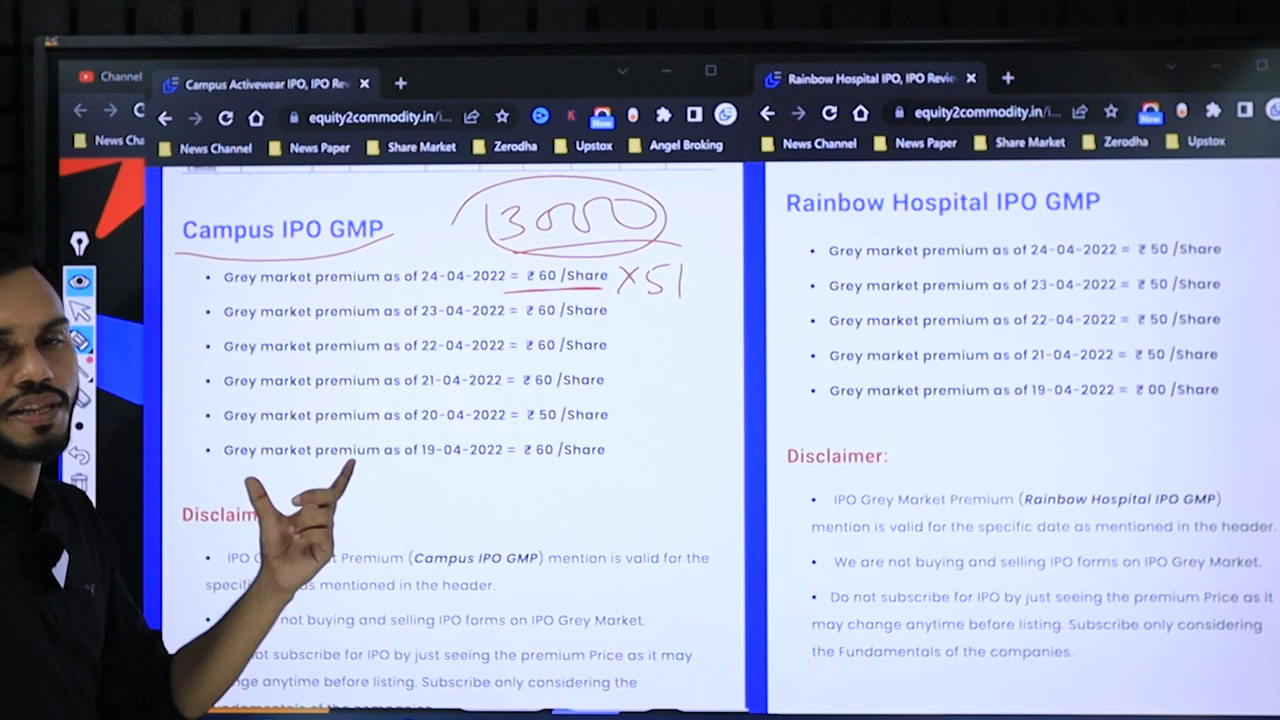 Channel
Campus Activewear IPO, IPO Rev
equity2commodity.in/i...
New
News Cha
News Channel
News Paper
Share Market
Zerodha
Upstox
Angel Broking
Limited
Campus IPO GMP
3000
• Grey market premium as of 24-04-2022 = ₹ 60 /Share x51
• Grey market premium as of 23-04-2022 = ₹ 60 /Share
• Grey market premium as of 22-04-2022 = ₹ 60 /Share
• Grey market premium as of 21-04-2022 = ₹ 60 /Share
• Grey market premium as of 20-04-2022 = ₹ 50 /Share
• Grey market premium as of 19-04-2022 = ₹ 60 /Share
Disclaim
• IPO G t Premium (Campus IPO GMP) mention is valid for the
specifi as mentioned in the header.
• not buying and selling IPO forms on IPO Grey Market.
ot subscribe for IPO by just seeing the premium Price as it may
nge anytime before listing. Subscribe only considering the
Rainbow Hospital IPO, IPO Revie
equity2commodity.in/i...
New
News Channel
News Paper
Share Market
Zerodha
Upstox
Rainbow Hospital IPO GMP
• Grey market premium as of 24-04-2022 = ₹ 50 /Share
• Grey market premium as of 23-04-2022 = ₹ 50 /Share
• Grey market premium as of 22-04-2022 = ₹ 50 /Share
• Grey market premium as of 21-04-2022 = ₹ 50 /Share
• Grey market premium as of 19-04-2022 = ₹ 00 /Share
Disclaimer:
• IPO Grey Market Premium (Rainbow Hospital IPO GMP)
mention is valid for the specific date as mentioned in the header.
• We are not buying and selling IPO forms on IPO Grey Market.
• Do not subscribe for IPO by just seeing the premium Price as it
may change anytime before listing. Subscribe only considering
the Fundamentals of the companies.